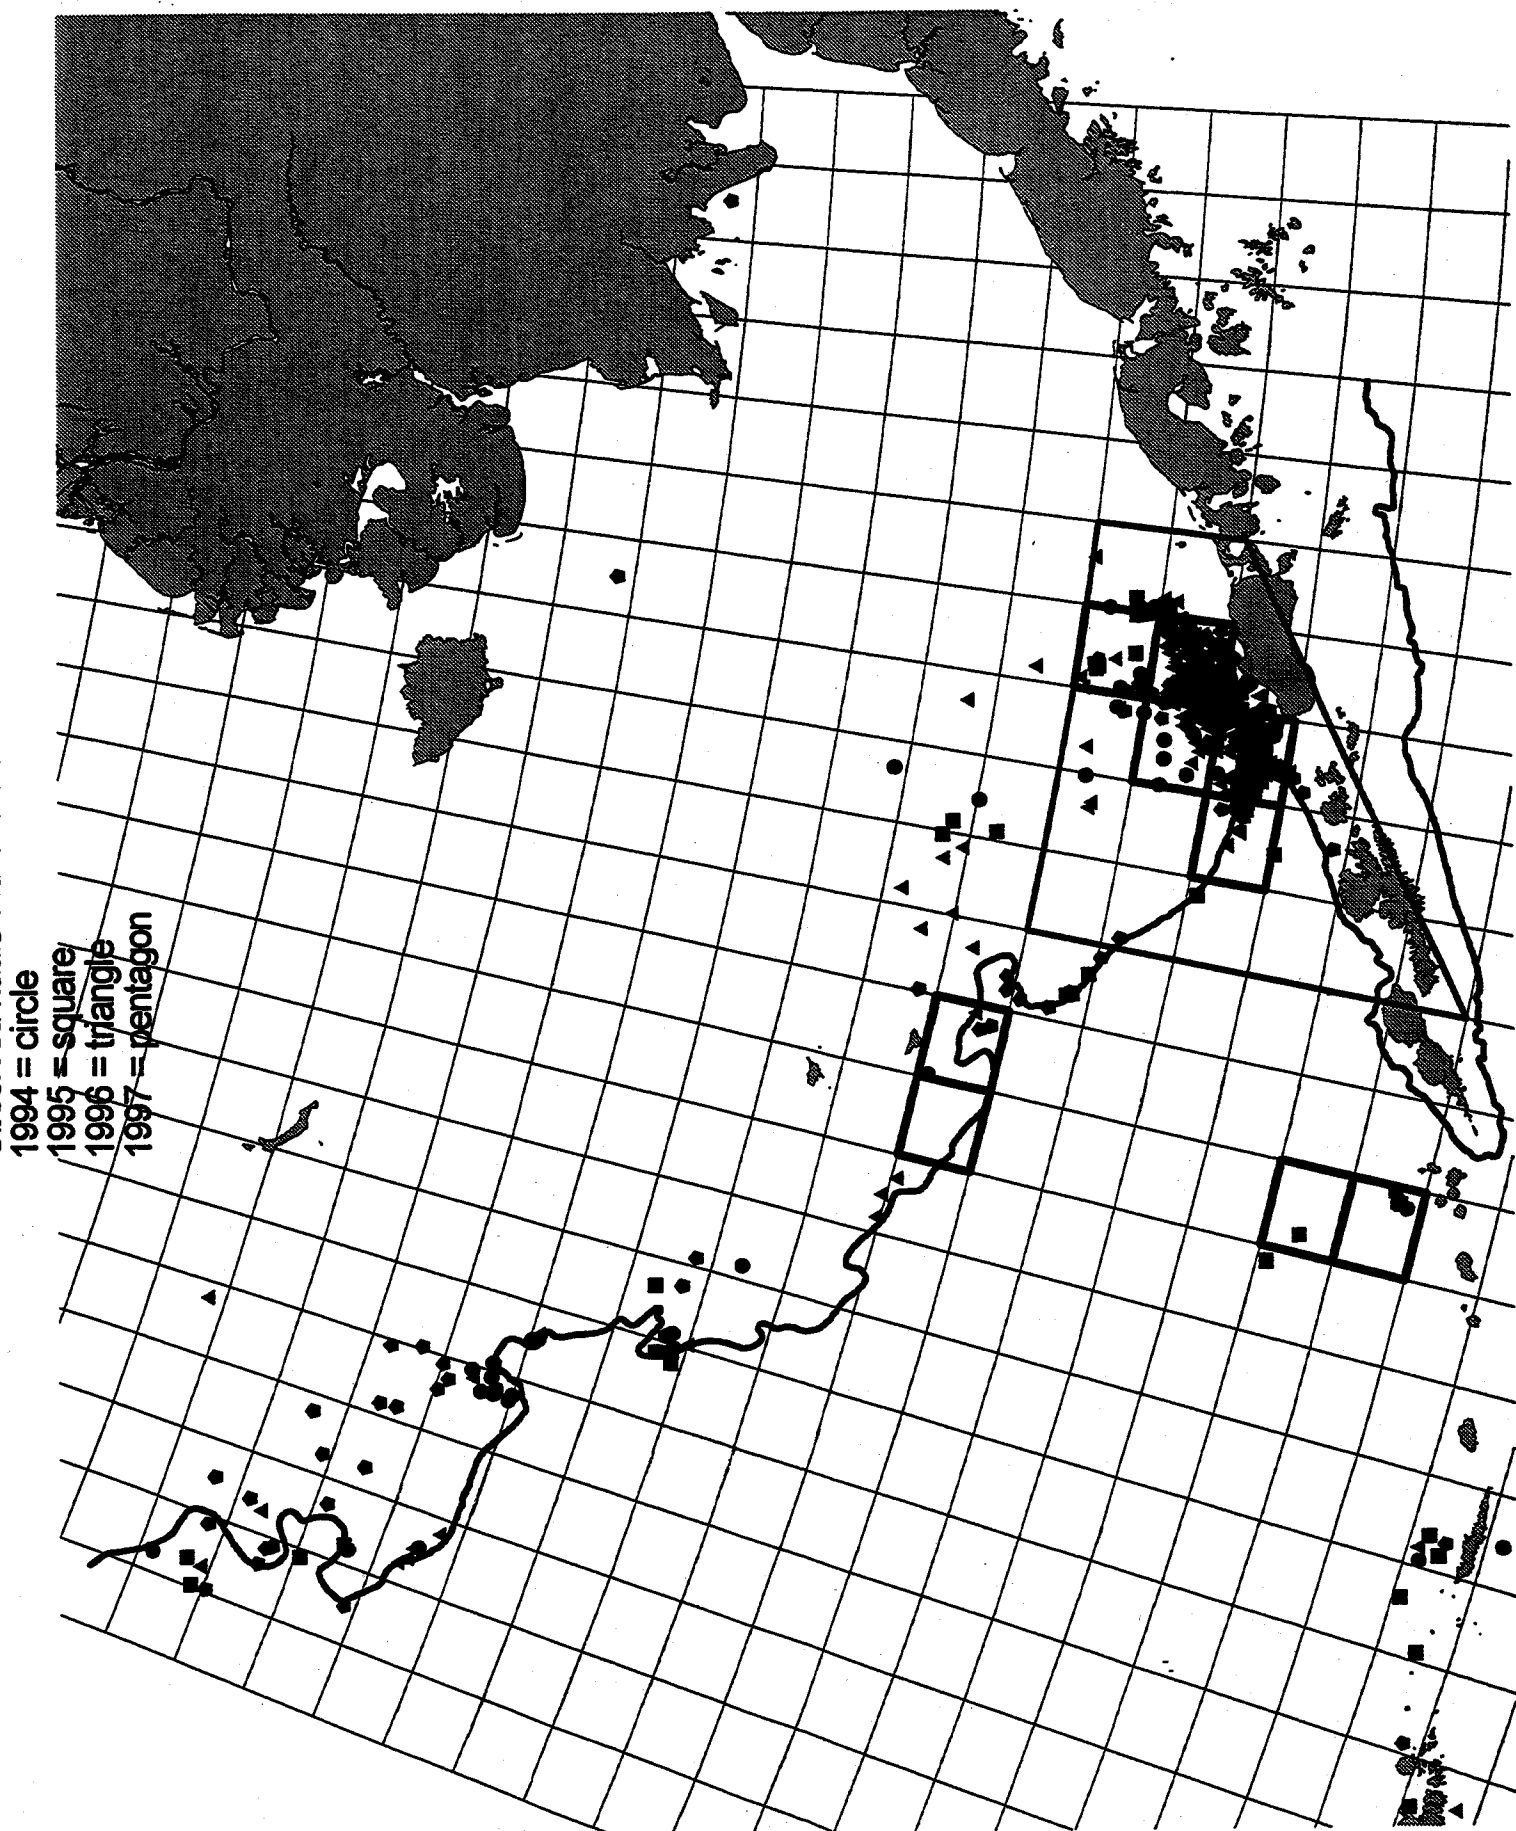 1994 = circle
1995 = square
1996 = triangle
1997 = pentagon